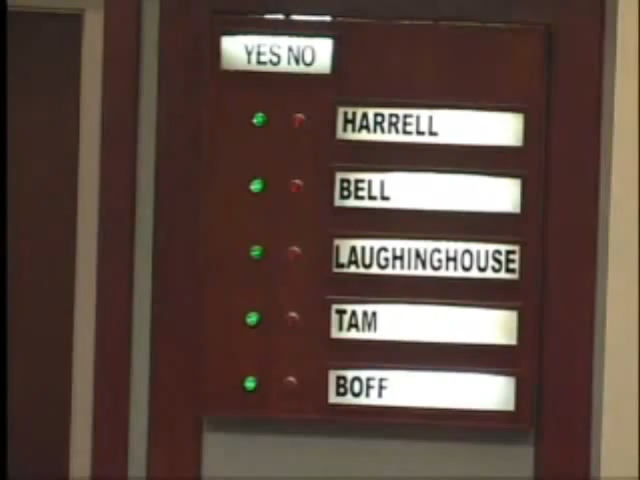 YES NO
HARRELL
BELL
LAUGHINGHOUSE
TAM
BOFF